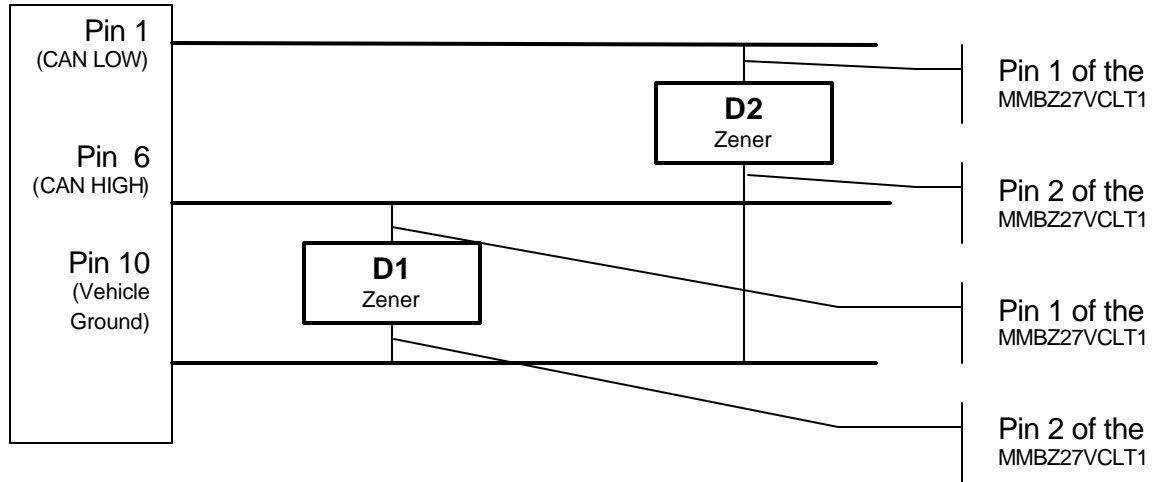 Pin 1
(CAN LOW)
Pin 6
(CAN HIGH)
Pin 10
(Vehicle
Ground)
D2
Zener
D1
Zener
Pin 1 of the
MMBZ27VCLT1
Pin 2 of the
MMBZ27VCLT1
Pin 1 of the
MMBZ27VCLT1
Pin 2 of the
MMBZ27VCLT1